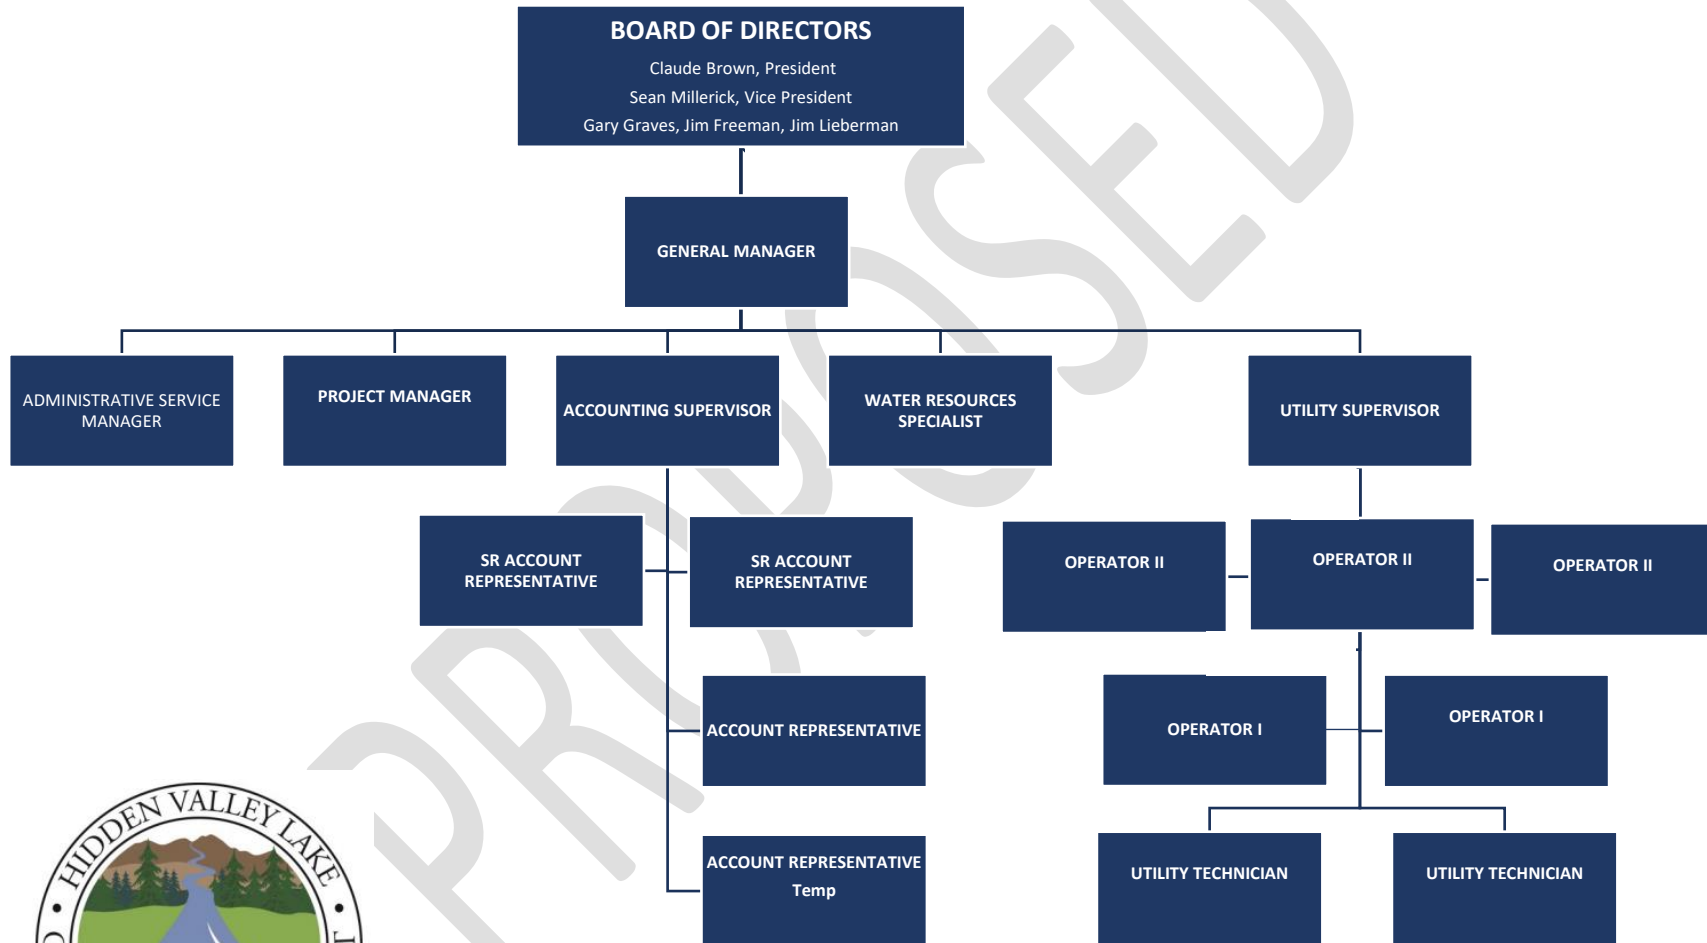 BOARD OF DIRECTORS
Claude Brown, President
Sean Millerick, Vice President
Gary Graves, Jim Freeman, Jim Lieberman
GENERAL MANAGER
ADMINISTRATIVE SERVICE
MANAGER
PROJECT MANAGER
ACCOUNTING SUPERVISOR
WATER RESOURCES
SPECIALIST
UTILITY SUPERVISOR
SR ACCOUNT
REPRESENTATIVE
SR ACCOUNT
REPRESENTATIVE
OPERATOR II
OPERATOR II
OPERATOR II
ACCOUNT REPRESENTATIVE
OPERATOR I
OPERATOR I
ACCOUNT REPRESENTATIVE
Temp
UTILITY TECHNICIAN
UTILITY TECHNICIAN
HIDDEN VALLEY LAKE
PROPOSED